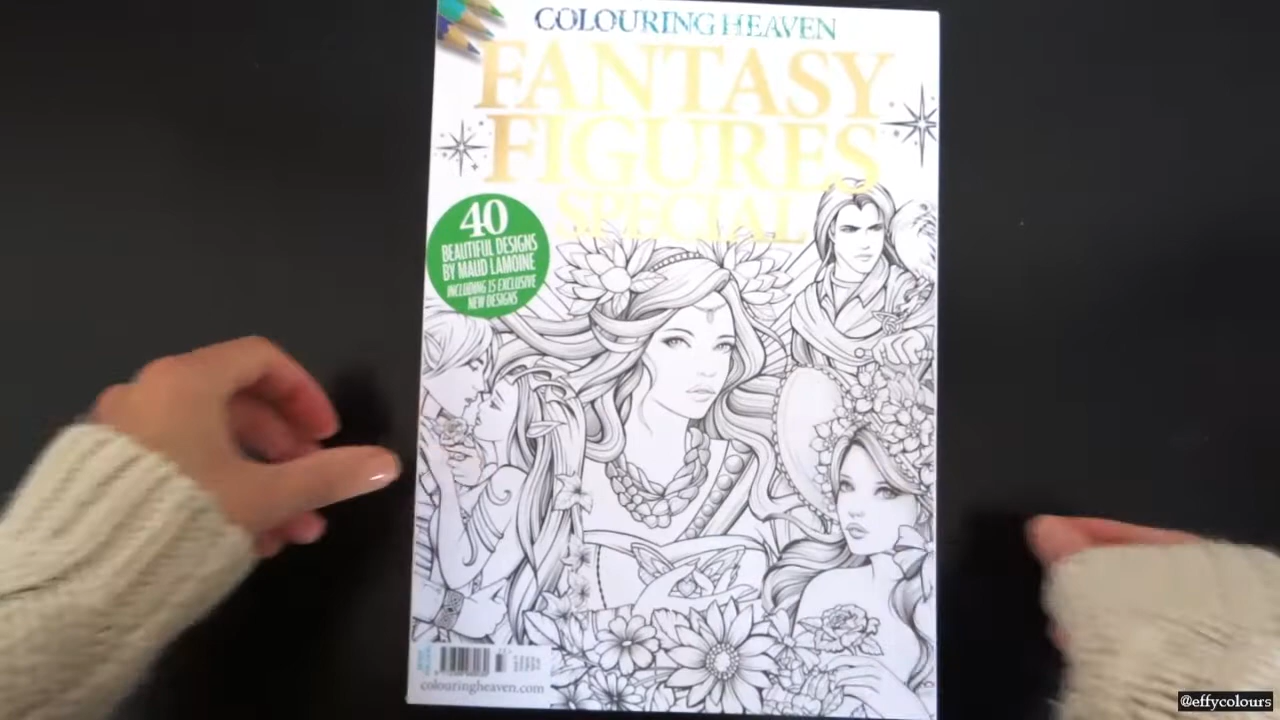 COLOURING HEAVEN
FANTASY
FIGURES
SPECIAL
40
BEAUTIFUL DESIGNS
BY MAUD LAMOINE
INCLUDING 15 EXCLUSIVE
NEW DESIGNS
colouringheaven.com
@effycolours